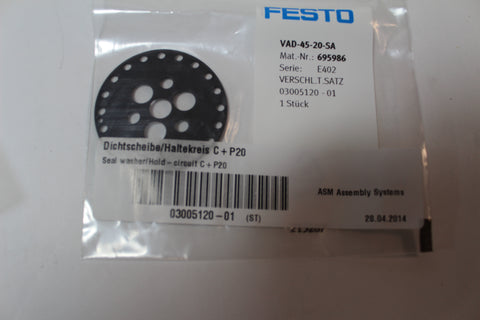 FESTO
VAD-45-20-SA
Mat.-Nr.: 695986
Serie: E402
VERSCHL.T.SATZ
03005120 - 01
1 Stück
Dichtscheibe/Haltekreis C + P20
Seal washer/Hold - circuit C + P20
03005120-01 (ST)
ASM Assembly Systems
28.04.2014